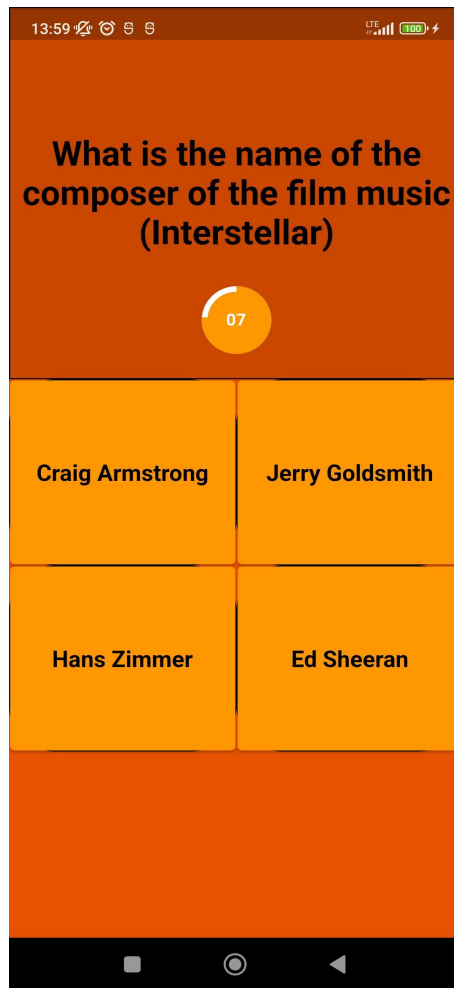 13:59
LTE
100
What is the name of the
composer of the film music
(Interstellar)
07
Craig Armstrong
Jerry Goldsmith
Hans Zimmer
Ed Sheeran